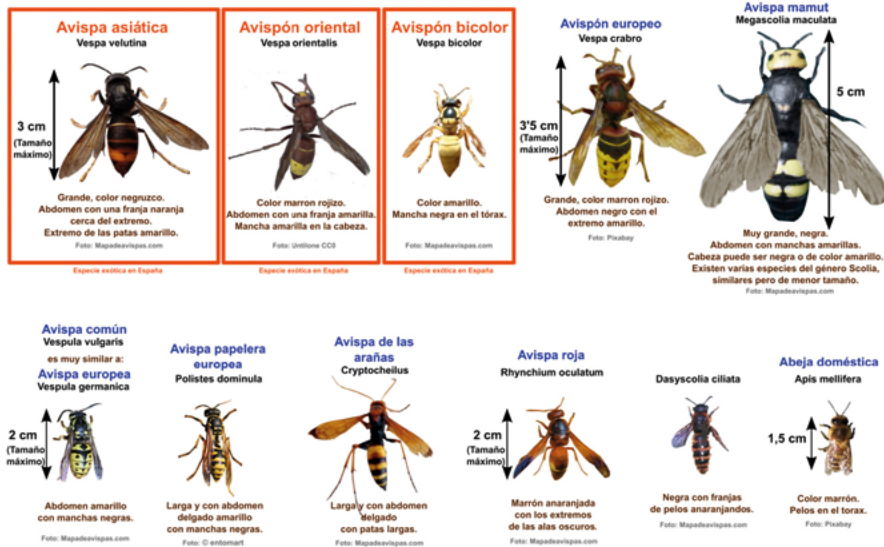 Avispa asiática
Vespa velutina
3 cm
(Tamaño
máximo)
Grande, color negruzco.
Abdomen con una franja naranja
cerca del extremo.
Extremo de las patas amarillo.
Foto: Mapadeavispas.com
Especie exótica en España
Avispón oriental
Vespa orientalis
Color marron rojizo.
Abdomen con una franja amarilla.
Mancha amarilla en la cabeza.
Foto: Untilone CC0
Especie exótica en España
Avispón bicolor
Vespa bicolor
Color amarillo.
Mancha negra en el tórax.
Foto: Mapadeavispas.com
Especie exótica en España
Avispón europeo
Vespa crabro
3'5 cm
(Tamaño
máximo)
Grande, color marron rojizo.
Abdomen negro con el
extremo amarillo.
Foto: Pixabay
Avispa mamut
Megascolia maculata
5 cm
Muy grande, negra.
Abdomen con manchas amarillas.
Cabeza puede ser negra o de color amarillo.
Existen varias especies del género Scolia,
similares pero de menor tamaño.
Foto: Mapadeavispas.com
Avispa común
Vespula vulgaris
es muy similar a:
Avispa europea
Vespula germanica
2 cm
(Tamaño
máximo)
Abdomen amarillo
con manchas negras.
Foto: Mapadeavispas.com
Avispa papelera
europea
Polistes dominula
Larga y con abdomen
delgado amarillo
con manchas negras.
Foto: © entomart
Avispa de las
arañas
Cryptocheilus
Larga y con abdomen
delgado
con patas largas.
Foto: Mapadeavispas.com
Avispa roja
Rhynchium oculatum
2 cm
(Tamaño
máximo)
Marrón anaranjada
con los extremos
de las alas oscuros.
Foto: Mapadeavispas.com
Dasyscolia ciliata
Negra con franjas
de pelos anaranjandos.
Foto: Mapadeavispas.com
Abeja doméstica
Apis mellifera
1,5 cm
Color marrón.
Pelos en el torax.
Foto: Pixabay